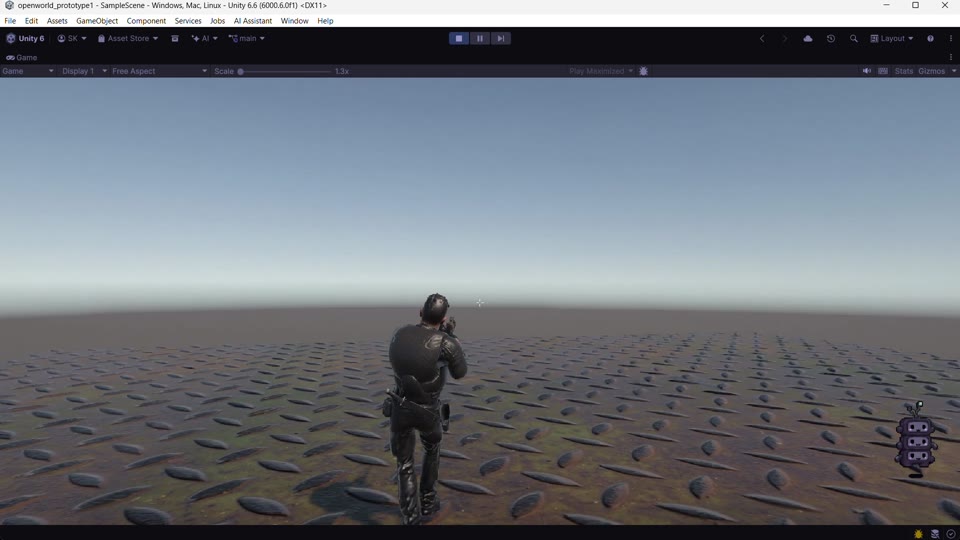 openworld_prototype1 - SampleScene - Windows, Mac, Linux - Unity 6.6 (6000.6.0f1) <DX11>
File Edit Assets GameObject Component Services Jobs AI Assistant Window Help
Unity 6 SK Asset Store AI main Layout
Game
Game Display 1 Free Aspect Scale 1.3x Play Maximized Stats Gizmos